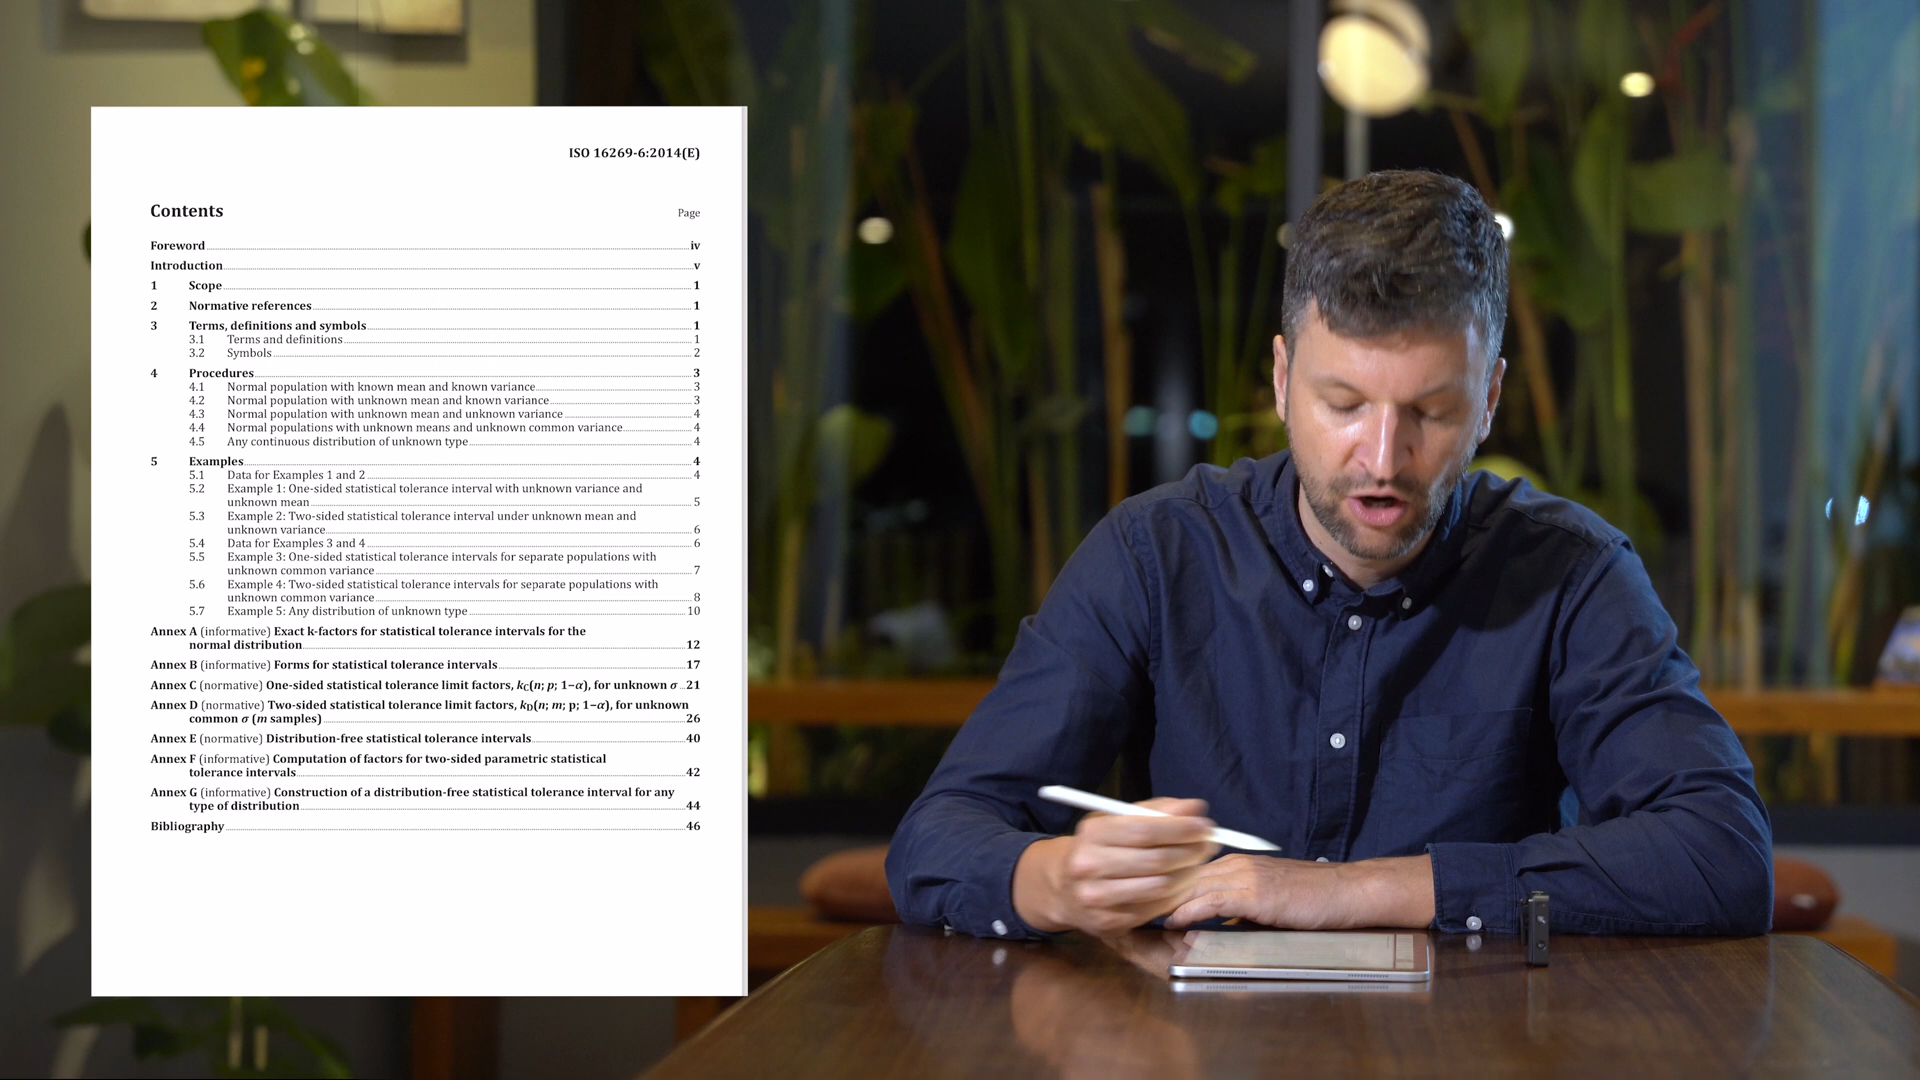 ISO 16269-6:2014(E)
Contents Page
Foreword iv
Introduction v
1 Scope 1
2 Normative references 1
3 Terms, definitions and symbols 1
3.1 Terms and definitions 1
3.2 Symbols 2
4 Procedures 3
4.1 Normal population with known mean and known variance 3
4.2 Normal population with unknown mean and known variance 3
4.3 Normal population with unknown mean and unknown variance 4
4.4 Normal populations with unknown means and unknown common variance 4
4.5 Any continuous distribution of unknown type 4
5 Examples 4
5.1 Data for Examples 1 and 2 4
5.2 Example 1: One-sided statistical tolerance interval with unknown variance and
unknown mean 5
5.3 Example 2: Two-sided statistical tolerance interval under unknown mean and
unknown variance 6
5.4 Data for Examples 3 and 4 6
5.5 Example 3: One-sided statistical tolerance intervals for separate populations with
unknown common variance 7
5.6 Example 4: Two-sided statistical tolerance intervals for separate populations with
unknown common variance 8
5.7 Example 5: Any distribution of unknown type 10
Annex A (informative) Exact k-factors for statistical tolerance intervals for the
normal distribution 12
Annex B (informative) Forms for statistical tolerance intervals 17
Annex C (normative) One-sided statistical tolerance limit factors, kC(n; p; 1−α), for unknown σ 21
Annex D (normative) Two-sided statistical tolerance limit factors, kD(n; m; p; 1−α), for unknown
common σ (m samples) 26
Annex E (normative) Distribution-free statistical tolerance intervals 40
Annex F (informative) Computation of factors for two-sided parametric statistical
tolerance intervals 42
Annex G (informative) Construction of a distribution-free statistical tolerance interval for any
type of distribution 44
Bibliography 46